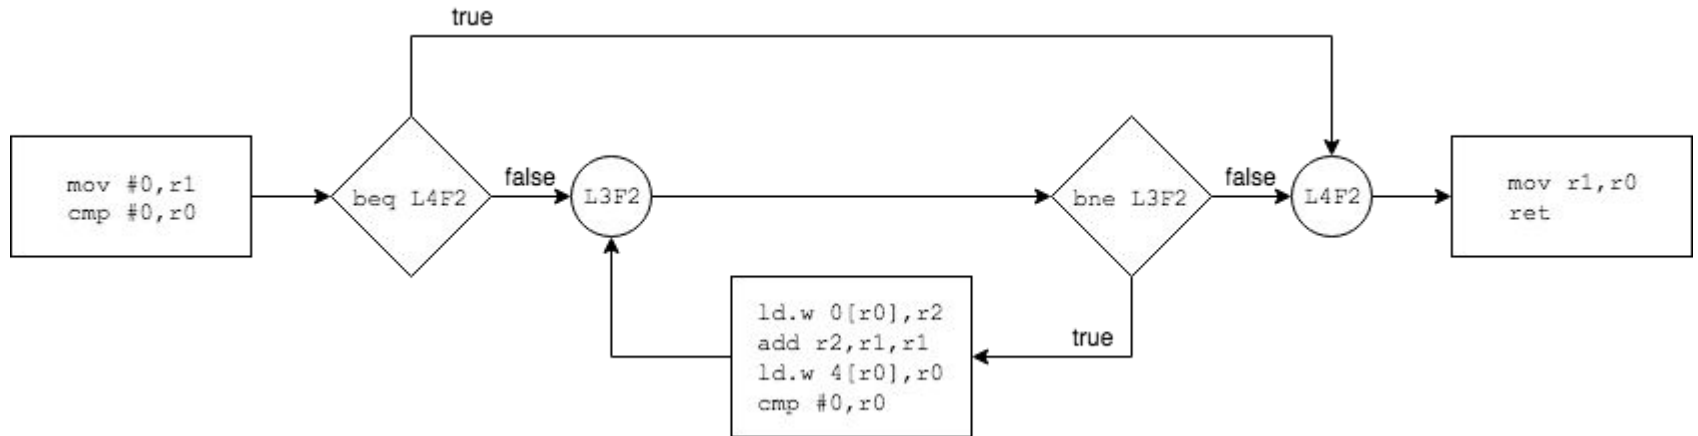 true
mov #0,r1
cmp #0,r0
beq L4F2
false
L3F2
bne L3F2
false
L4F2
mov r1,r0
ret
ld.w 0[r0],r2
add r2,r1,r1
ld.w 4[r0],r0
cmp #0,r0
true